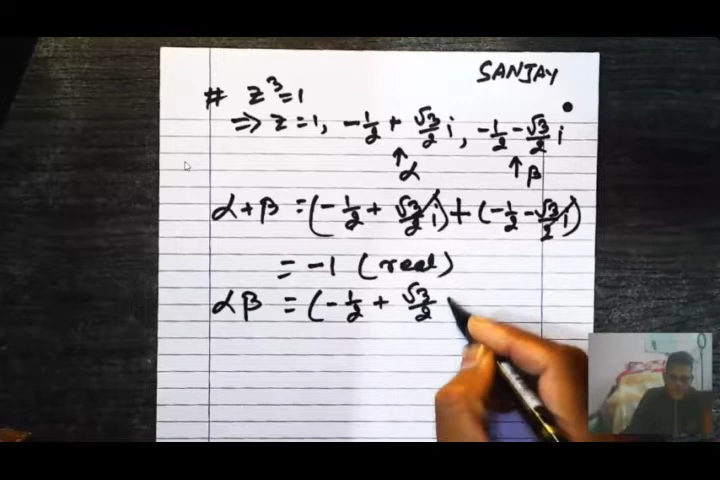 SANJAY
# z³=1
⇒ z = 1, -1/2 + √3/2 i, -1/2 - √3/2 i
↑α ↑β
α+β = (-1/2 + √3/2 i) + (-1/2 - √3/2 i)
= -1 (real)
αβ = (-1/2 + √3/2